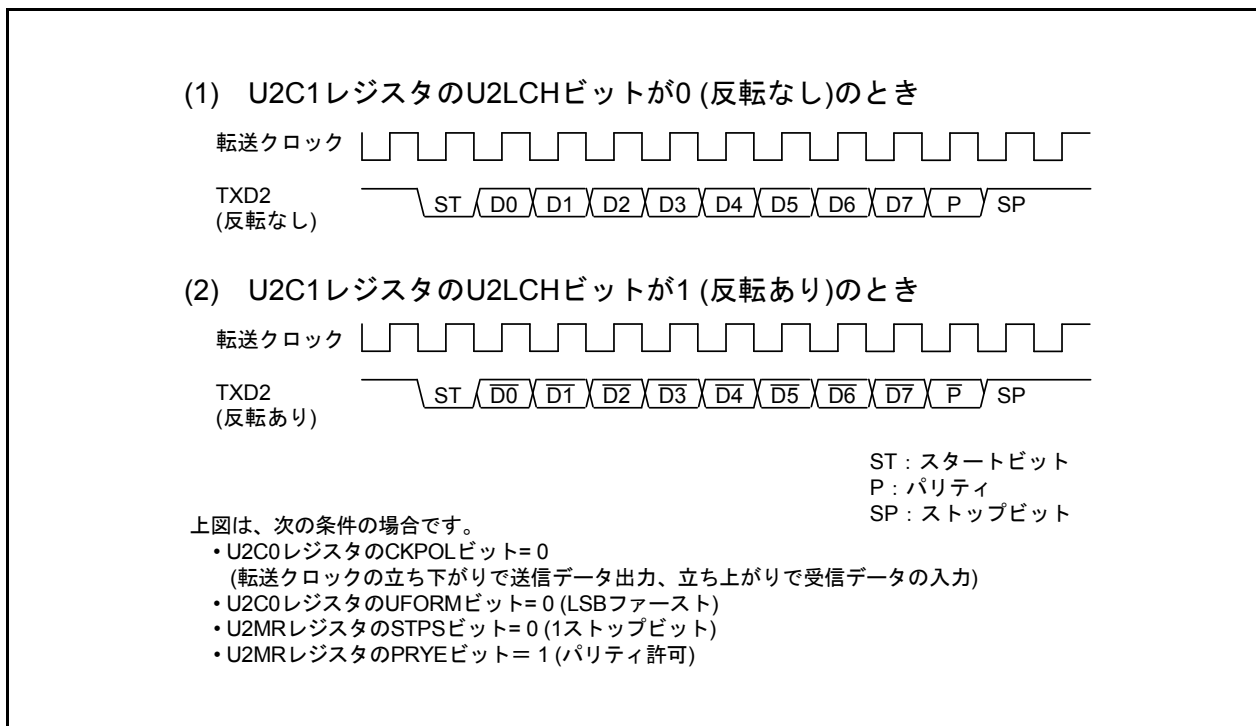 (1) U2C1レジスタのU2LCHビットが0 (反転なし)のとき
転送クロック
TXD2
(反転なし)
ST D0 D1 D2 D3 D4 D5 D6 D7 P SP
(2) U2C1レジスタのU2LCHビットが1 (反転あり)のとき
転送クロック
TXD2
(反転あり)
ST D̅0̅ D̅1̅ D̅2̅ D̅3̅ D̅4̅ D̅5̅ D̅6̅ D̅7̅ P̅ SP
ST：スタートビット
P：パリティ
SP：ストップビット
上図は、次の条件の場合です。
• U2C0レジスタのCKPOLビット= 0
(転送クロックの立ち下がりで送信データ出力、立ち上がりで受信データの入力)
• U2C0レジスタのUFORMビット= 0 (LSBファースト)
• U2MRレジスタのSTPSビット= 0 (1ストップビット)
• U2MRレジスタのPRYEビット＝ 1 (パリティ許可)